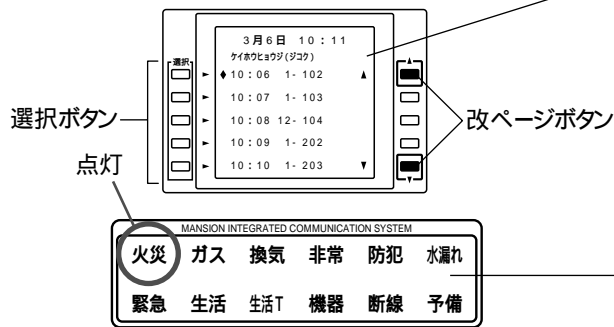 3月6日 10:11
ケイホウヒョウジ(ジコク)
選択
10:06 1-102
10:07 1-103
10:08 12-104
10:09 1-202
10:10 1-203
選択ボタン
改ページボタン
点灯
MANSION INTEGRATED COMMUNICATION SYSTEM
火災 ガス 換気 非常 防犯 水漏れ
緊急 生活 生活T 機器 断線 予備